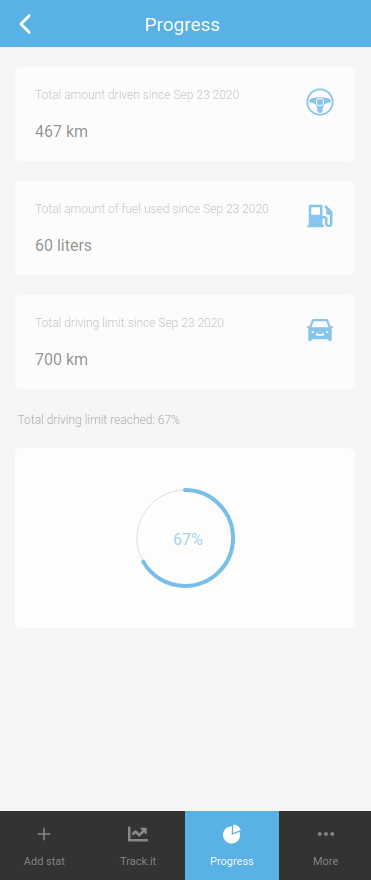 Progress
Total amount driven since Sep 23 2020
467 km
Total amount of fuel used since Sep 23 2020
60 liters
Total driving limit since Sep 23 2020
700 km
Total driving limit reached: 67%
67%
Add stat
Track.it
Progress
More